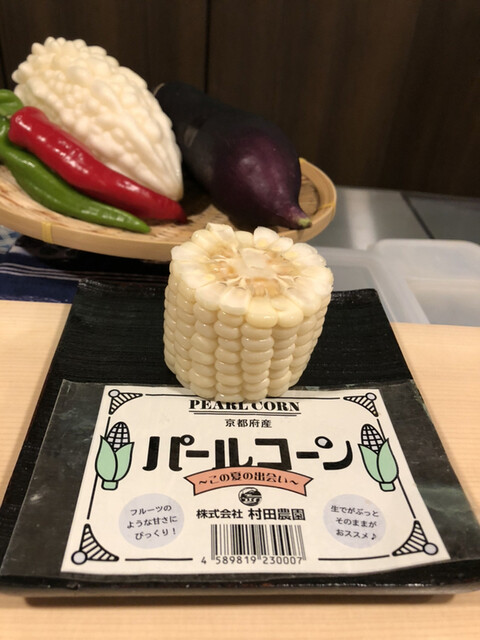 PEARL CORN
京都府産
パールコーン
～この夏の出会い～
株式会社 村田農園
フルーツの
ような甘さに
びっくり！
生でがぶっと
そのままが
おススメ♪
4 589819 230007